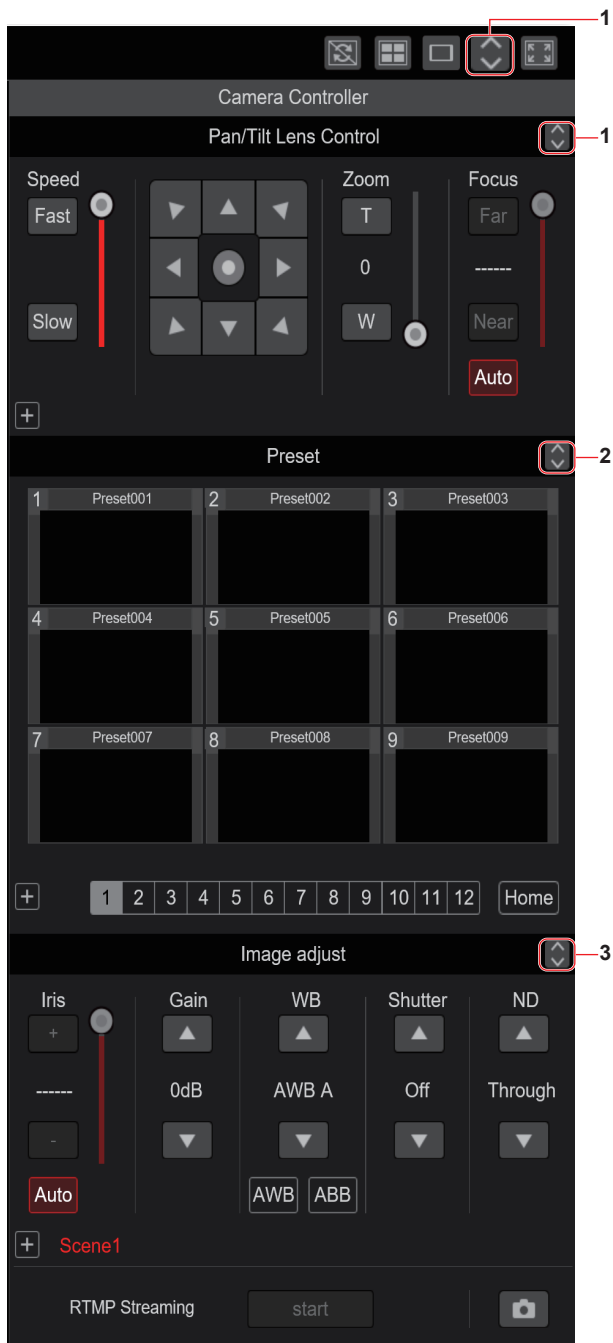 1
Camera Controller
Pan/Tilt Lens Control
1
Speed
Zoom
Focus
Fast
T
Far
0
------
Slow
W
Near
Auto
+
Preset
2
1 Preset001
2 Preset002
3 Preset003
4 Preset004
5 Preset005
6 Preset006
7 Preset007
8 Preset008
9 Preset009
+
1 2 3 4 5 6 7 8 9 10 11 12
Home
Image adjust
3
Iris
Gain
WB
Shutter
ND
+
------
0dB
AWB A
Off
Through
-
Auto
AWB
ABB
+
Scene1
RTMP Streaming
start